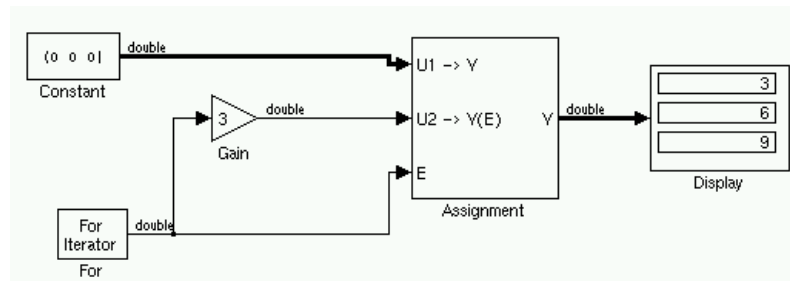 (0 0 0|
Constant
double
3
Gain
double
For
Iterator
For
double
U1 -> Y
U2 -> Y(E)
E
Y
Assignment
double
3
6
9
Display